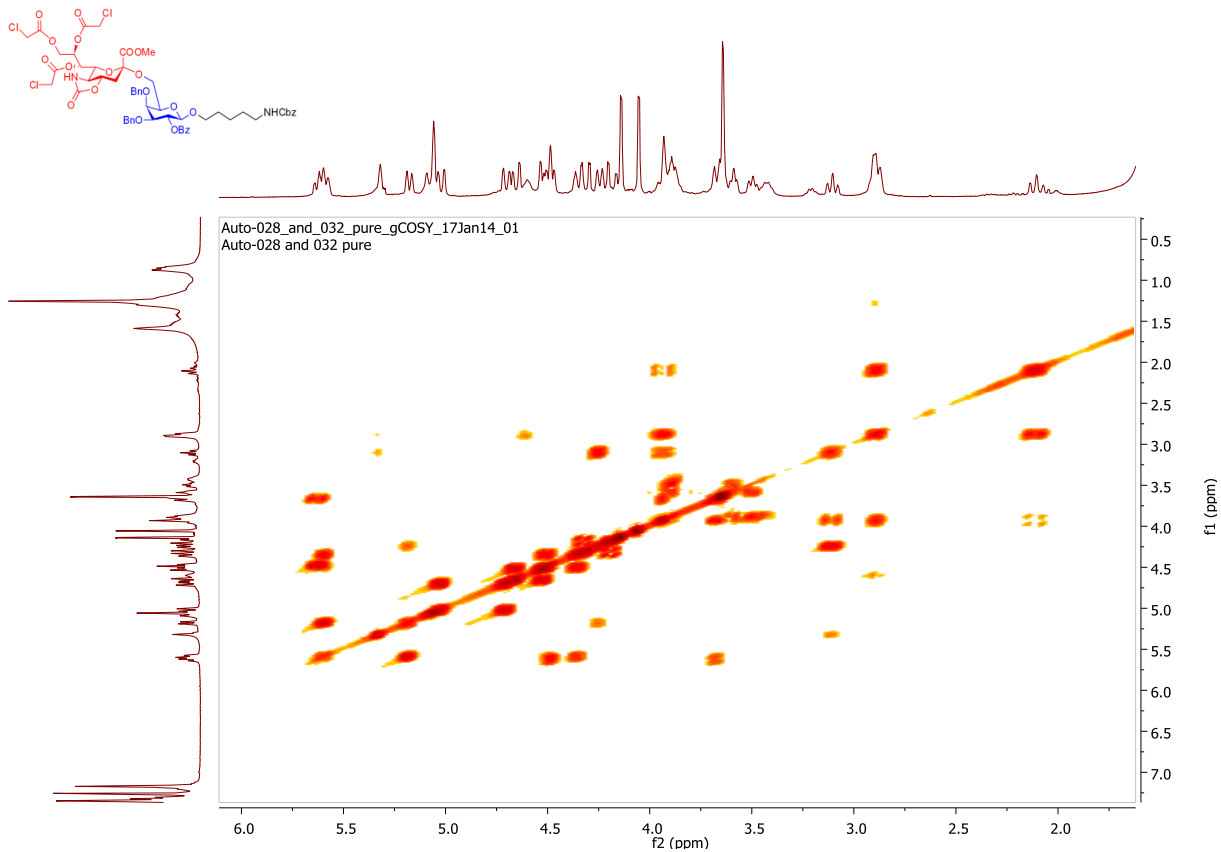 Cl
O
O
Cl
O
O
COOMe
O
O
O
O
HN
Cl
O
O
BnO
O
O
NHCbz
BnO
OBz
Auto-028_and_032_pure_gCOSY_17Jan14_01
Auto-028 and 032 pure
0.5
1.0
1.5
2.0
2.5
3.0
3.5
4.0
4.5
5.0
5.5
6.0
6.5
7.0
f1 (ppm)
6.0 5.5 5.0 4.5 4.0 3.5 3.0 2.5 2.0
f2 (ppm)